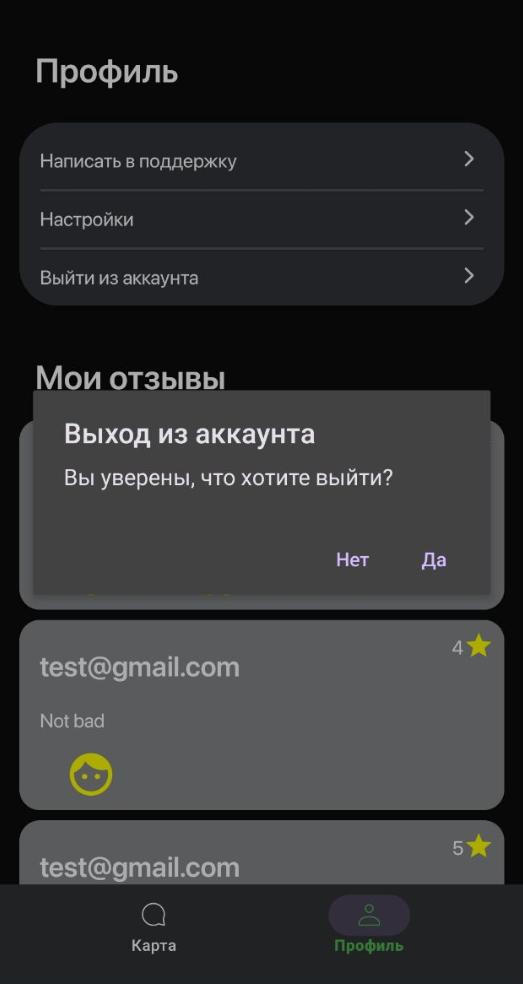 Профиль
Написать в поддержку
Настройки
Выйти из аккаунта
Мои отзывы
Выход из аккаунта
Вы уверены, что хотите выйти?
Нет Да
4
test@gmail.com
Not bad
5
test@gmail.com
Карта Профиль